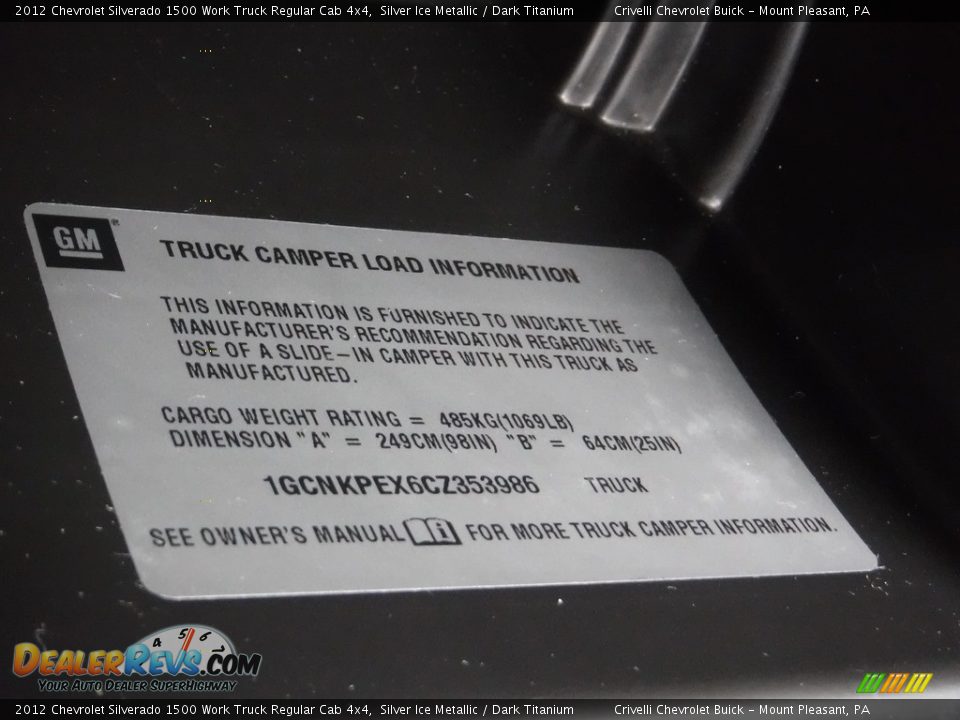 2012 Chevrolet Silverado 1500 Work Truck Regular Cab 4x4, Silver Ice Metallic / Dark Titanium Crivelli Chevrolet Buick - Mount Pleasant, PA
GM®
TRUCK CAMPER LOAD INFORMATION
THIS INFORMATION IS FURNISHED TO INDICATE THE
MANUFACTURER'S RECOMMENDATION REGARDING THE
USE OF A SLIDE-IN CAMPER WITH THIS TRUCK AS
MANUFACTURED.
CARGO WEIGHT RATING = 485KG(1069LB)
DIMENSION "A" = 249CM(98IN) "B" = 64CM(25IN)
1GCNKPEX6CZ353986 TRUCK
SEE OWNER'S MANUAL FOR MORE TRUCK CAMPER INFORMATION.
4 5 6
DEALERREVS.COM
YOUR AUTO DEALER SUPERHIGHWAY
2012 Chevrolet Silverado 1500 Work Truck Regular Cab 4x4, Silver Ice Metallic / Dark Titanium Crivelli Chevrolet Buick - Mount Pleasant, PA